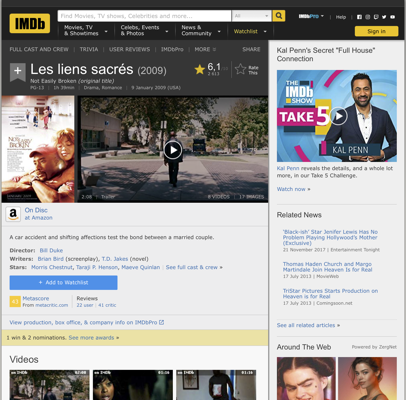 IMDb
Find Movies, TV shows, Celebrities and more...
All
IMDbPro
Help
Movies, TV & Showtimes
Celebs, Events & Photos
News & Community
Watchlist
Sign in
FULL CAST AND CREW | TRIVIA | USER REVIEWS | IMDbPro | MORE
SHARE
Les liens sacrés (2009)
Not Easily Broken (original title)
PG-13 | 1h 39min | Drama, Romance | 9 January 2009 (USA)
6,1
Rate This
2:08 | Trailer
8 VIDEOS | 17 IMAGES
On Disc
at Amazon
A car accident and shifting affections test the bond between a married couple.
Director: Bill Duke
Writers: Brian Bird (screenplay), T.D. Jakes (novel)
Stars: Morris Chestnut, Taraji P. Henson, Maeve Quinlan | See full cast & crew »
+ Add to Watchlist
Metascore
From metacritic.com
Reviews
22 user | 41 critic
View production, box office, & company info on IMDbPro
1 win & 2 nominations. See more awards »
Videos
Kal Penn's Secret "Full House" Connection
THE IMDb SHOW
TAKE 5
KAL PENN
Kal Penn reveals the details, and a whole lot more, in our Take 5 Challenge.
Watch now »
Related News
'Black-ish' Star Jenifer Lewis Has No Problem Playing Hollywood's Mother (Exclusive)
21 November 2017 | Entertainment Tonight
Thomas Haden Church and Margo Martindale Join Heaven Is for Real
17 July 2013 | MovieWeb
TriStar Pictures Starts Production on Heaven is for Real
17 July 2013 | Comingsoon.net
See all related articles »
Around The Web
Powered by ZergNet